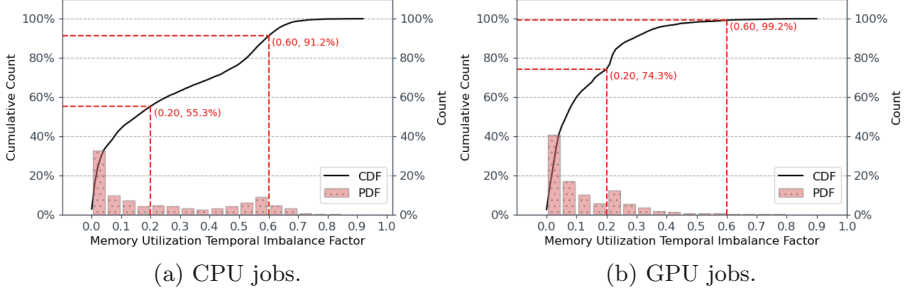 100%
80%
60%
40%
20%
0%
Cumulative Count
(0.60, 91.2%)
(0.20, 55.3%)
CDF
PDF
100%
80%
60%
40%
20%
0%
Count
0.0 0.1 0.2 0.3 0.4 0.5 0.6 0.7 0.8 0.9 1.0
Memory Utilization Temporal Imbalance Factor
(a) CPU jobs.
100%
80%
60%
40%
20%
0%
Cumulative Count
(0.60, 99.2%)
(0.20, 74.3%)
CDF
PDF
100%
80%
60%
40%
20%
0%
Count
0.0 0.1 0.2 0.3 0.4 0.5 0.6 0.7 0.8 0.9 1.0
Memory Utilization Temporal Imbalance Factor
(b) GPU jobs.